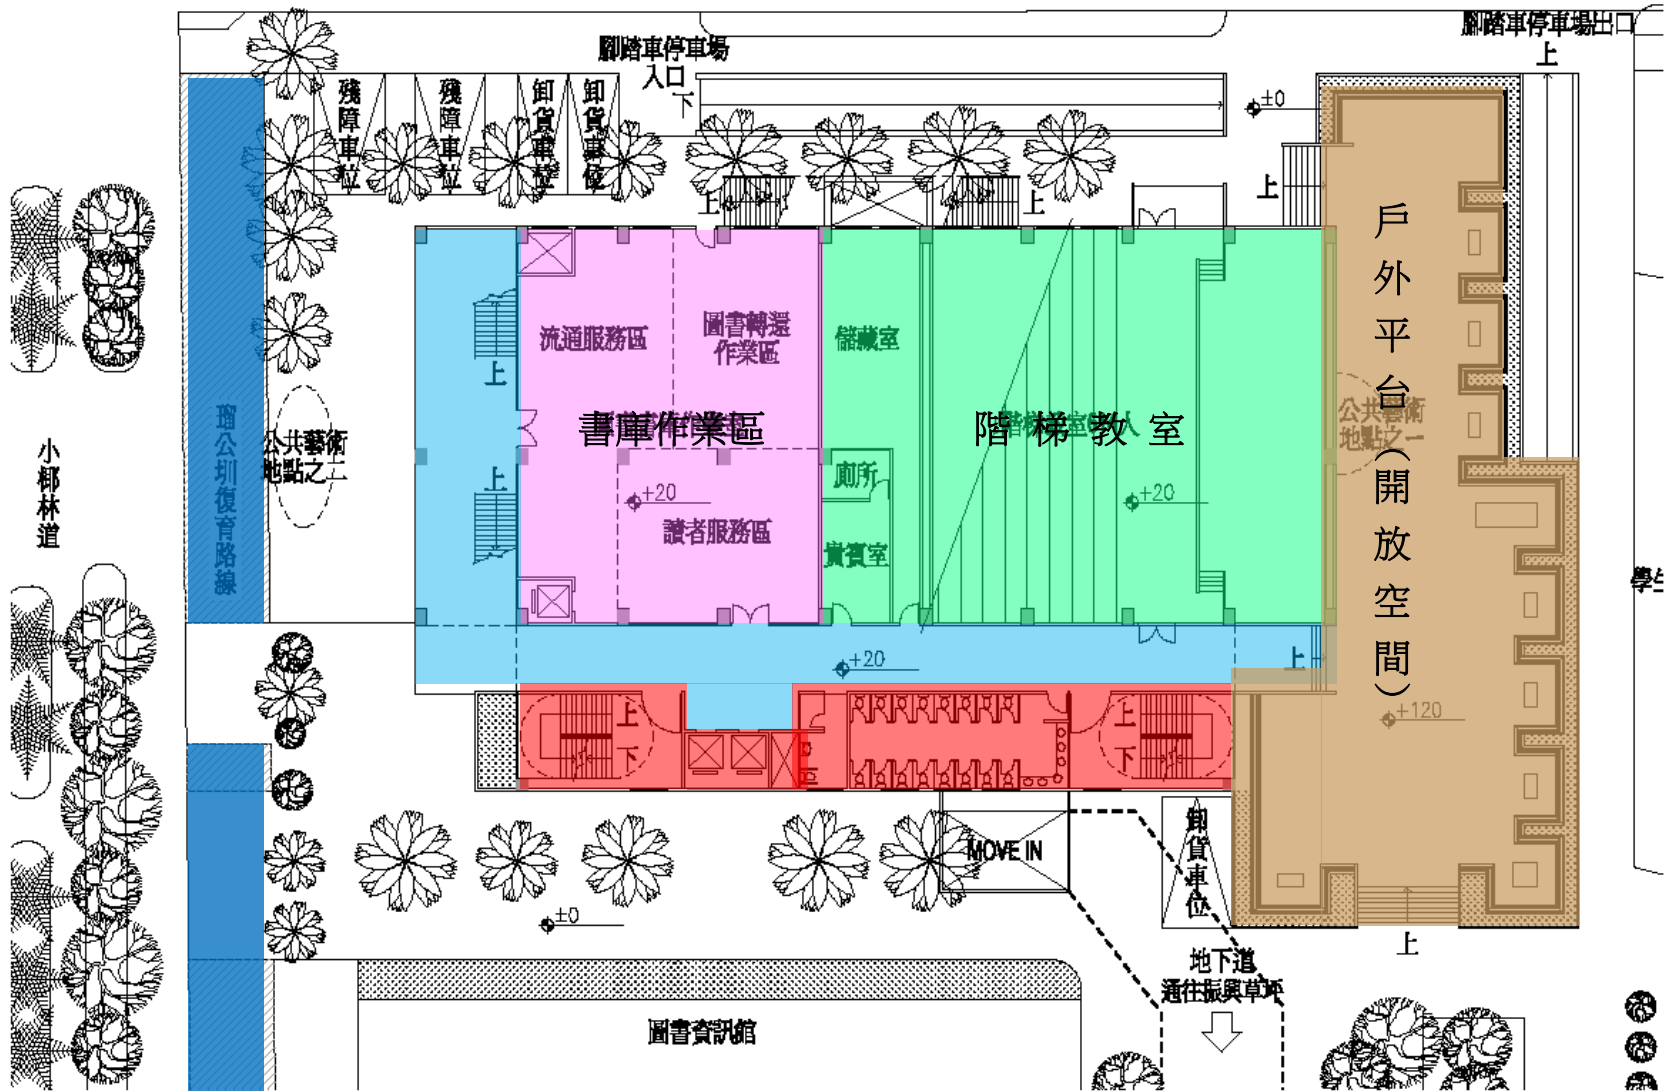 腳踏車停車場出口
上
腳踏車停車場
入口
下
±0
殘障車位
殘障車位
卸貨車位
卸貨車位
上
上
上
戶外平台（開放空間）
流通服務區
圖書轉運
作業區
儲藏室
上
書庫作業區
階梯教室
公共藝術
地點之一
公共藝術
地點之二
瑠公圳復育路線
小椰林道
廁所
上
+20
+20
讀者服務區
貴賓室
學生
+20
上
上
下
上
下
+120
MOVE IN
卸貨車位
±0
上
地下道
通往振興草坪
圖書資訊館